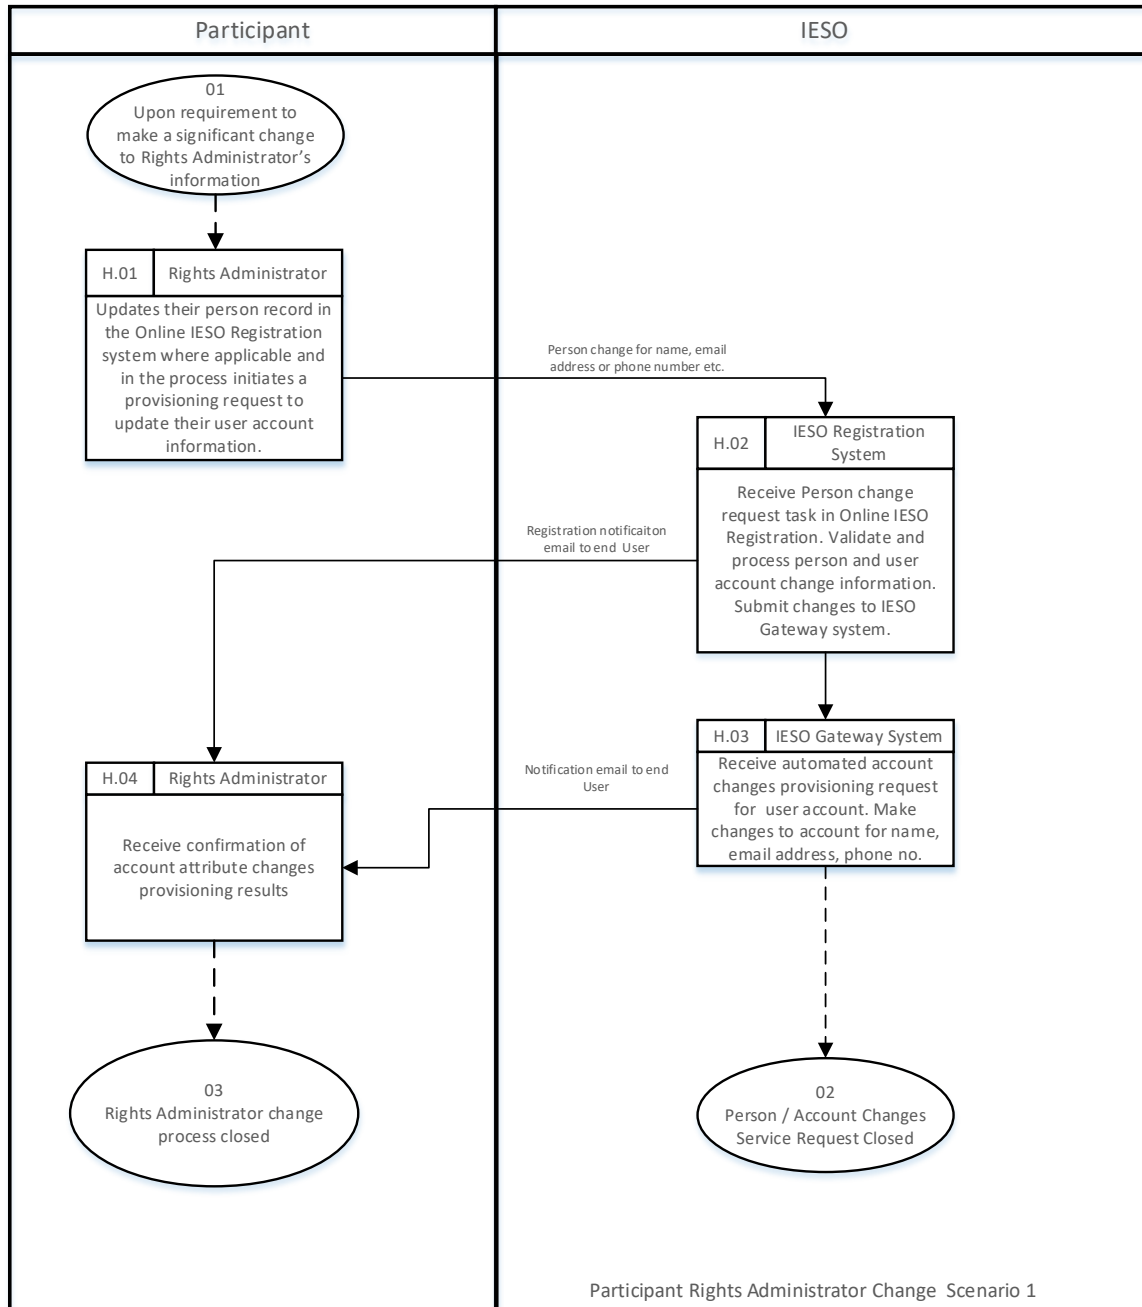 Participant
IESO
01
Upon requirement to
make a significant change
to Rights Administrator's
information
H.01
Rights Administrator
Updates their person record in
the Online IESO Registration
system where applicable and
in the process initiates a
provisioning request to
update their user account
information.
Person change for name, email
address or phone number etc.
H.02
IESO Registration
System
Receive Person change
request task in Online IESO
Registration. Validate and
process person and user
account change information.
Submit changes to IESO
Gateway system.
Registration notificaiton
email to end User
H.03
IESO Gateway System
Receive automated account
changes provisioning request
for user account. Make
changes to account for name,
email address, phone no.
Notification email to end
User
H.04
Rights Administrator
Receive confirmation of
account attribute changes
provisioning results
03
Rights Administrator change
process closed
02
Person / Account Changes
Service Request Closed
Participant Rights Administrator Change Scenario 1